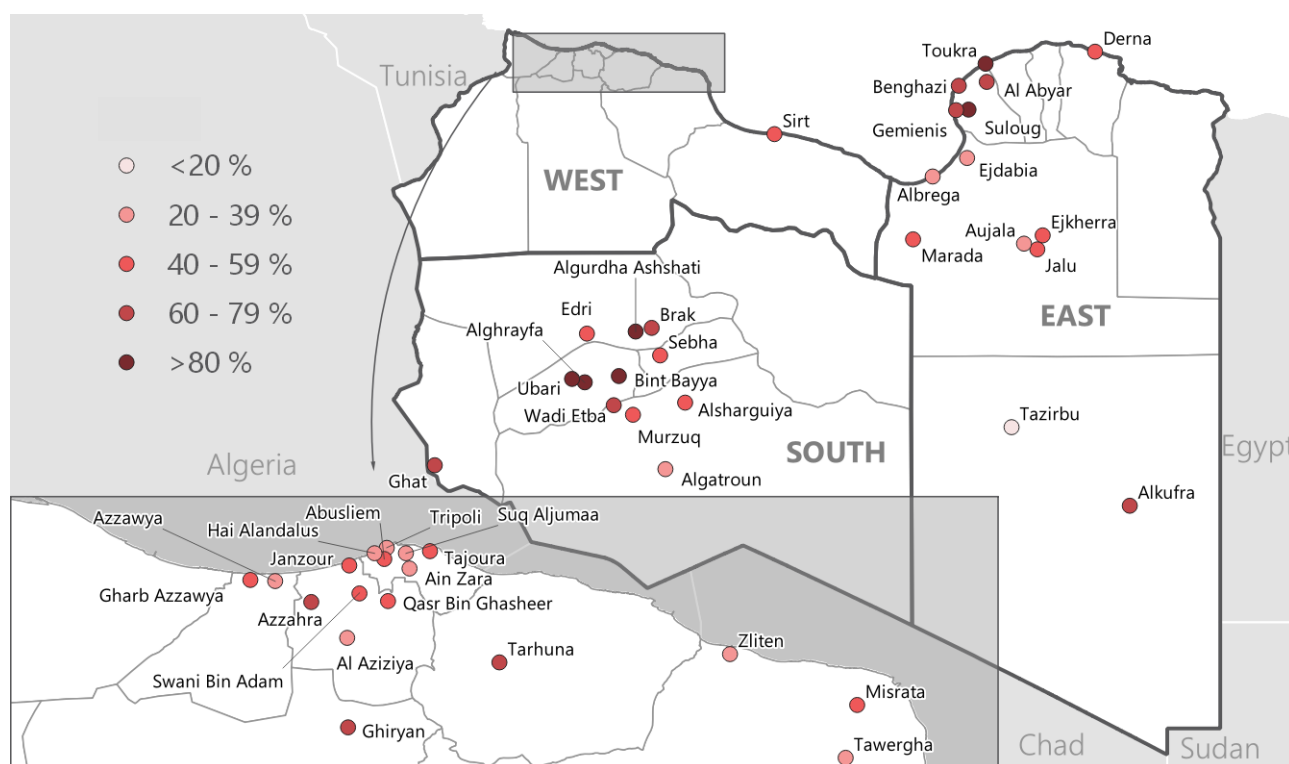 Tunisia
Toukra
Derna
Benghazi
Al Abyar
Gemienis
Suloug
Sirt
<20 %
20 - 39 %
40 - 59 %
60 - 79 %
>80 %
WEST
Ejdabia
Albrega
Aujala
Ejkherra
Marada
Jalu
Algurdha Ashshati
Edri
Brak
EAST
Alghrayfa
Sebha
Ubari
Bint Bayya
Wadi Etba
Alsharguiya
Murzuq
Tazirbu
SOUTH
Egypt
Algeria
Ghat
Algatroun
Alkufra
Azzawya
Abusliem
Tripoli
Suq Aljumaa
Hai Alandalus
Janzour
Tajoura
Ain Zara
Gharb Azzawya
Azzahra
Qasr Bin Ghasheer
Al Aziziya
Tarhuna
Zliten
Swani Bin Adam
Misrata
Ghiryan
Tawergha
Chad
Sudan